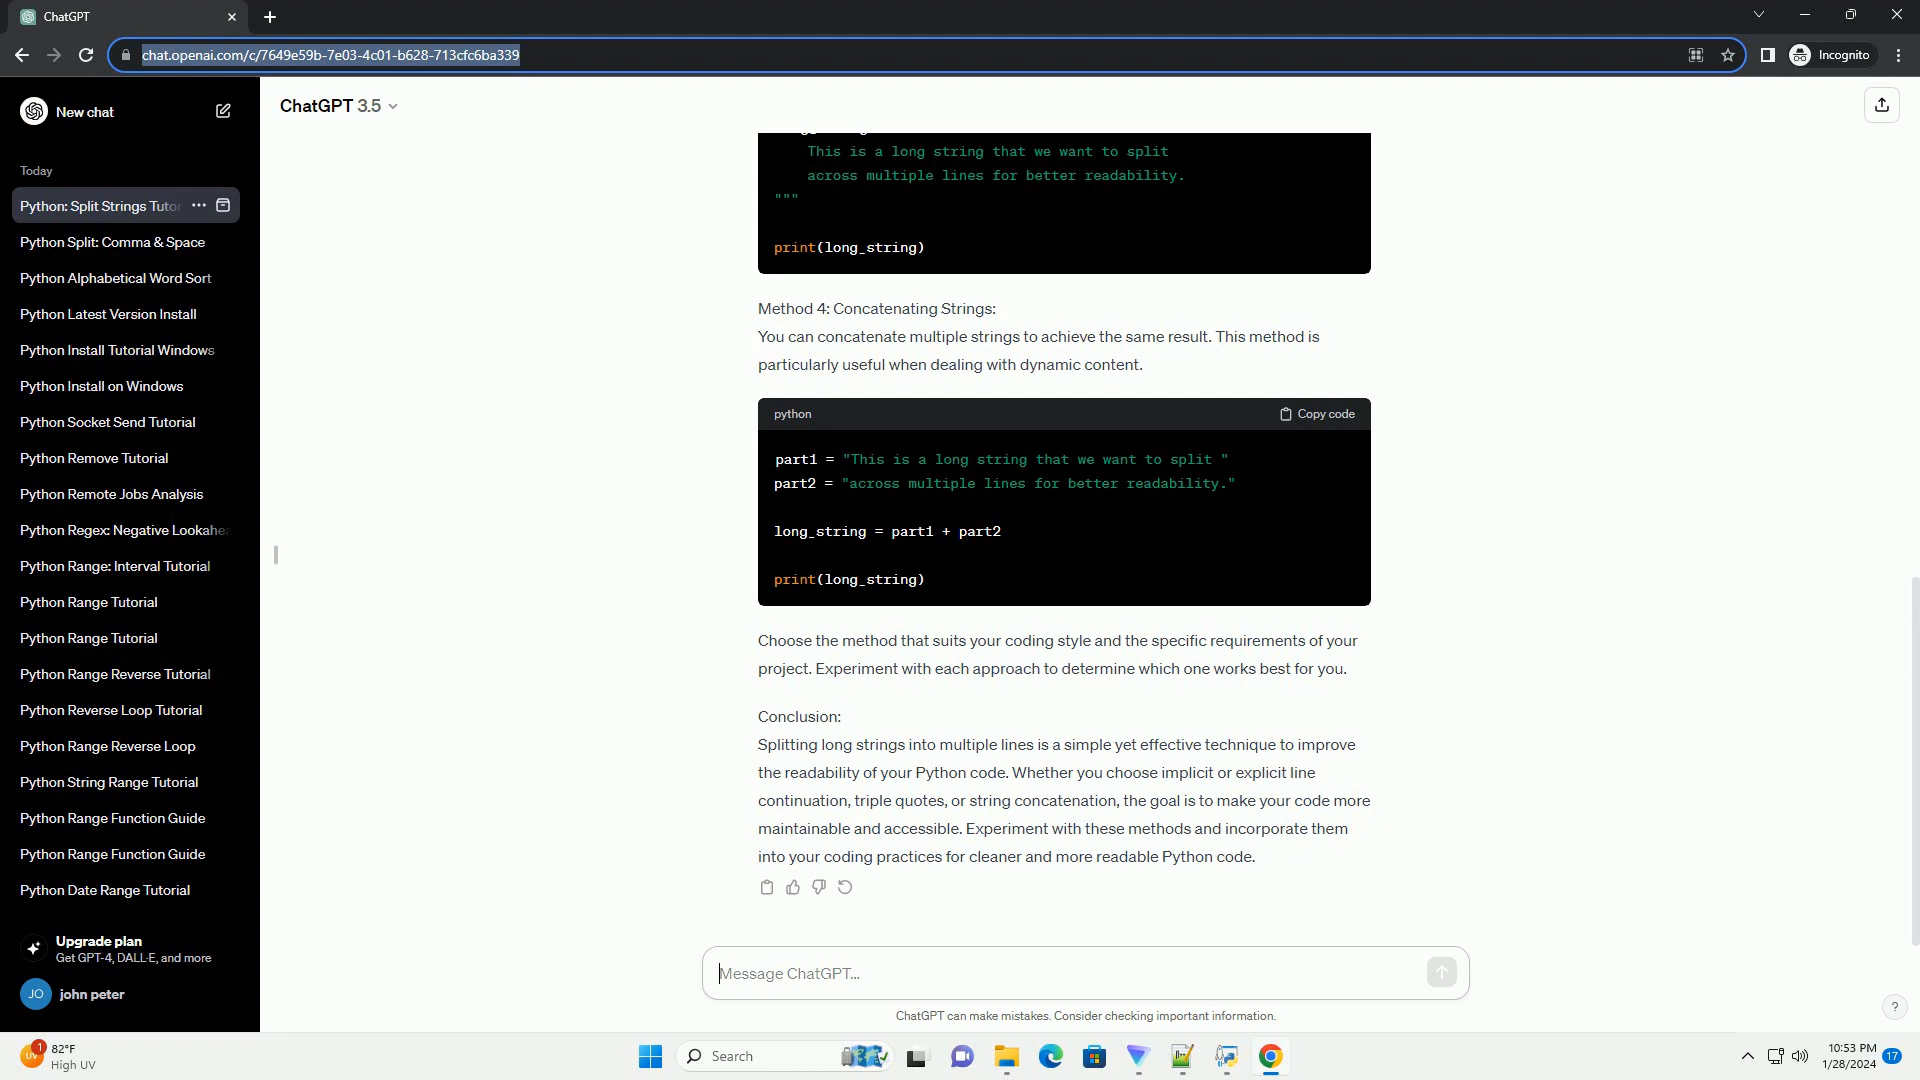 ChatGPT
chat.openai.com/c/7649e59b-7e03-4c01-b628-713cfc6ba339
Incognito
New chat
Today
Python: Split Strings Tutor
Python Split: Comma & Space
Python Alphabetical Word Sort
Python Latest Version Install
Python Install Tutorial Windows
Python Install on Windows
Python Socket Send Tutorial
Python Remove Tutorial
Python Remote Jobs Analysis
Python Regex: Negative Lookahea
Python Range: Interval Tutorial
Python Range Tutorial
Python Range Tutorial
Python Range Reverse Tutorial
Python Reverse Loop Tutorial
Python Range Reverse Loop
Python String Range Tutorial
Python Range Function Guide
Python Range Function Guide
Python Date Range Tutorial
Upgrade plan
Get GPT-4, DALL·E, and more
JO john peter
ChatGPT 3.5
This is a long string that we want to split
across multiple lines for better readability.
"""
print(long_string)
Method 4: Concatenating Strings:
You can concatenate multiple strings to achieve the same result. This method is
particularly useful when dealing with dynamic content.
python
Copy code
part1 = "This is a long string that we want to split "
part2 = "across multiple lines for better readability."
long_string = part1 + part2
print(long_string)
Choose the method that suits your coding style and the specific requirements of your
project. Experiment with each approach to determine which one works best for you.
Conclusion:
Splitting long strings into multiple lines is a simple yet effective technique to improve
the readability of your Python code. Whether you choose implicit or explicit line
continuation, triple quotes, or string concatenation, the goal is to make your code more
maintainable and accessible. Experiment with these methods and incorporate them
into your coding practices for cleaner and more readable Python code.
Message ChatGPT...
ChatGPT can make mistakes. Consider checking important information.
?
UV 1
82°F
High UV
Search
10:53 PM
1/28/2024
17